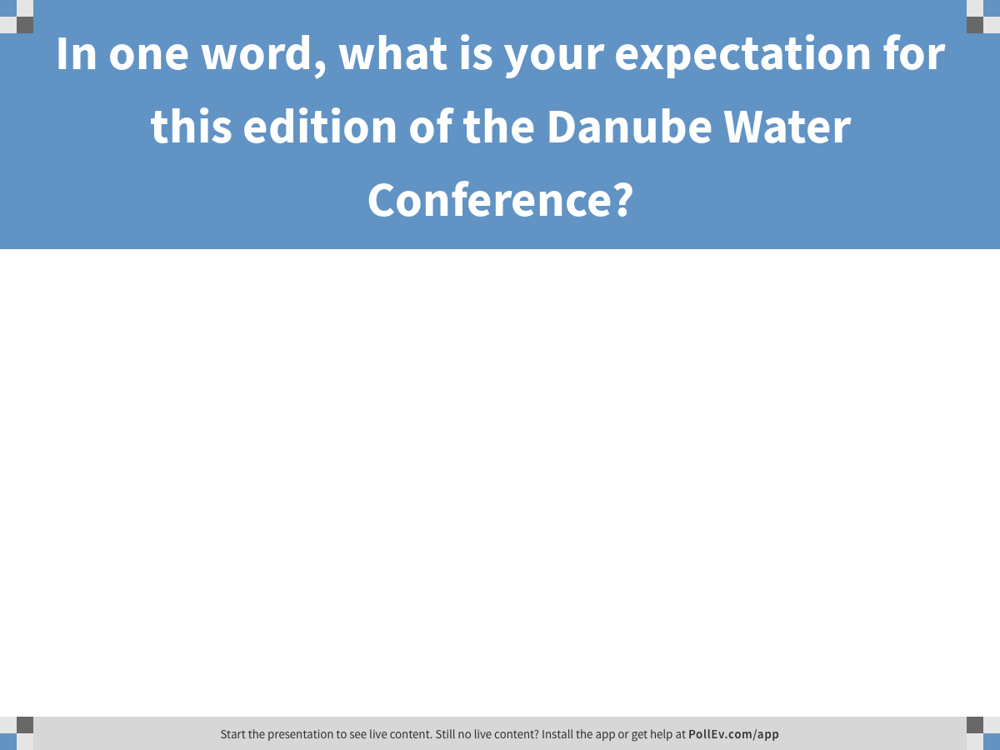 In one word, what is your expectation for
this edition of the Danube Water
Conference?
Start the presentation to see live content. Still no live content? Install the app or get help at PollEv.com/app